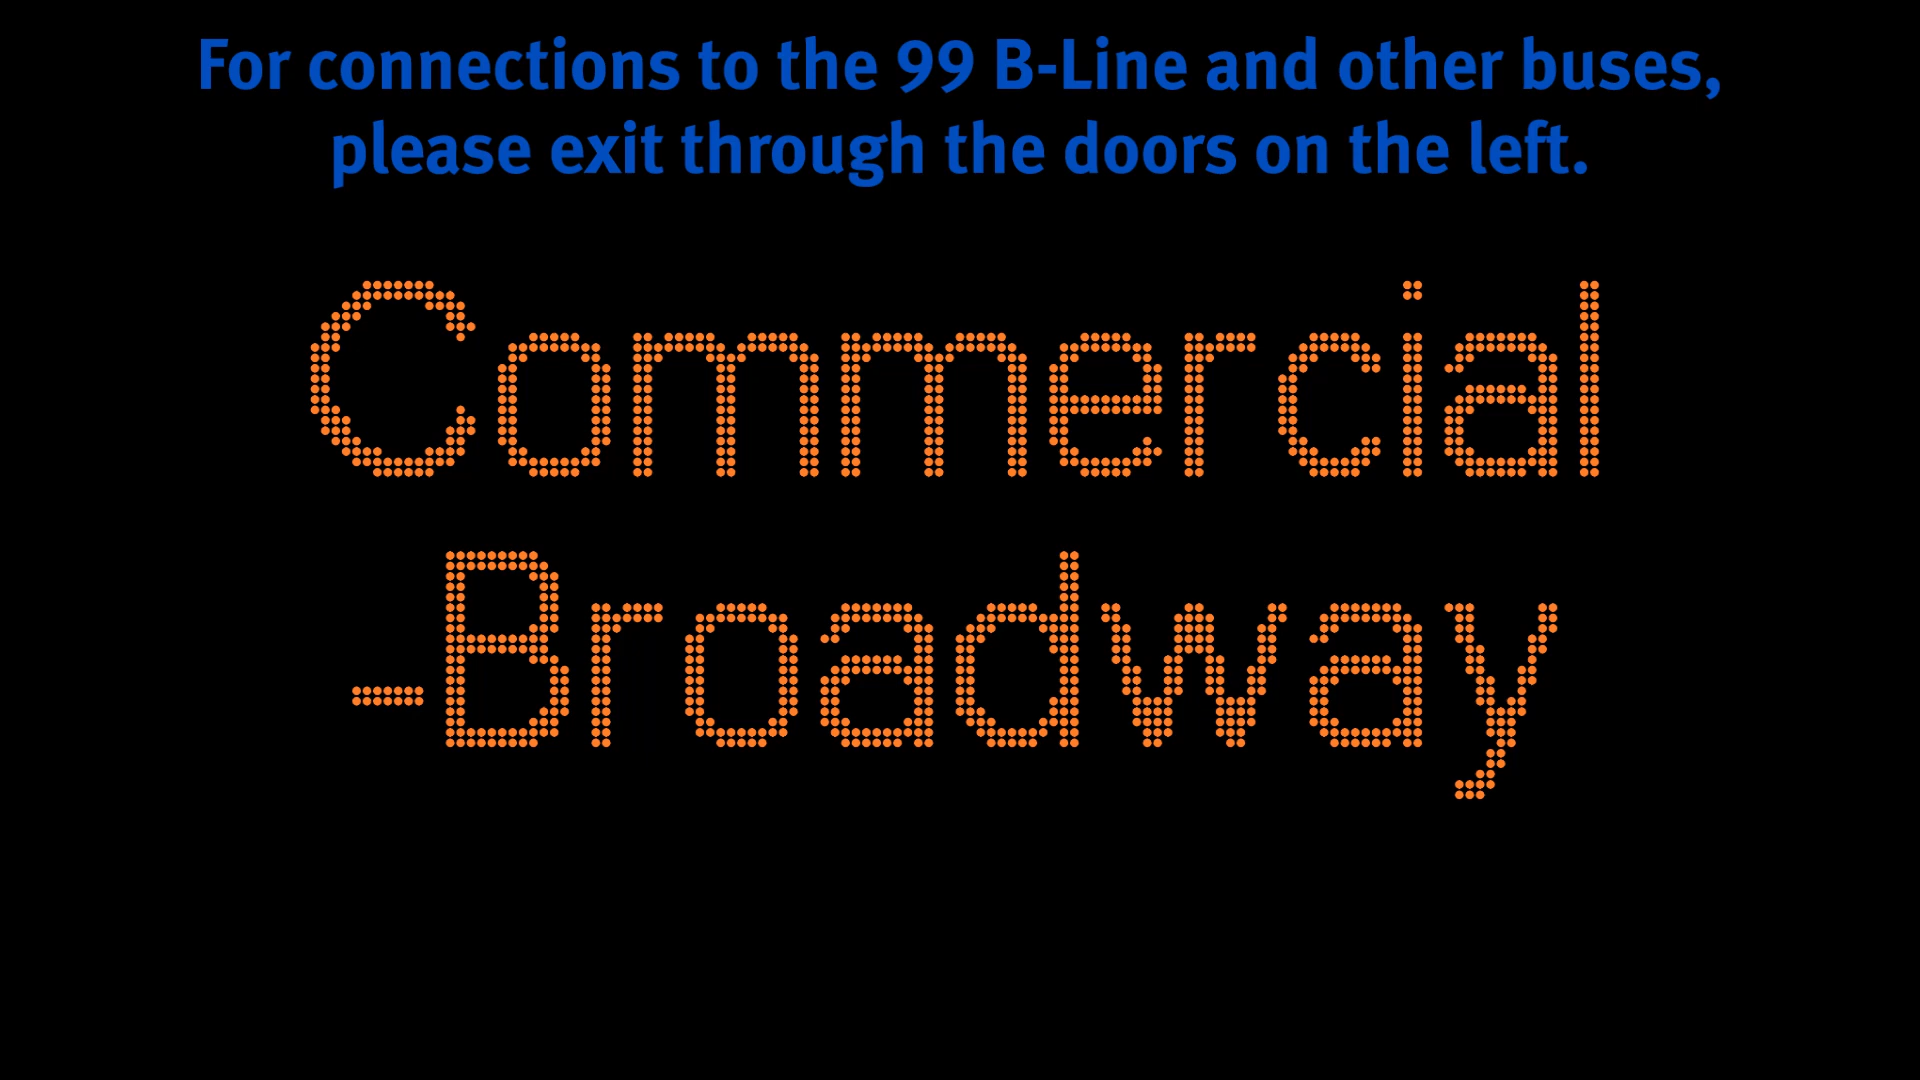 For connections to the 99 B-Line and other buses,
please exit through the doors on the left.
Commercial
-Broadway